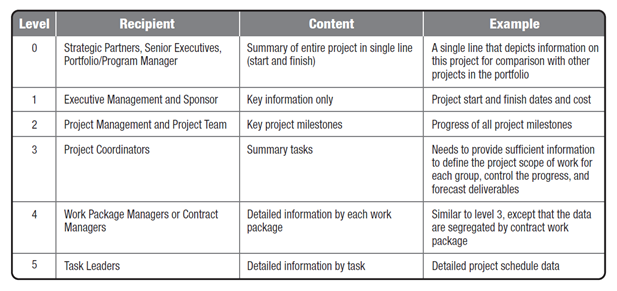 Level Recipient Content Example
0 Strategic Partners, Senior Executives, Summary of entire project in single line A single line that depicts information on
Portfolio/Program Manager (start and finish) this project for comparison with other
projects in the portfolio
1 Executive Management and Sponsor Key information only Project start and finish dates and cost
2 Project Management and Project Team Key project milestones Progress of all project milestones
3 Project Coordinators Summary tasks Needs to provide sufficient information
to define the project scope of work for
each group, control the progress, and
forecast deliverables
4 Work Package Managers or Contract Detailed information by each work Similar to level 3, except that the data
Managers package are segregated by contract work
package
5 Task Leaders Detailed information by task Detailed project schedule data